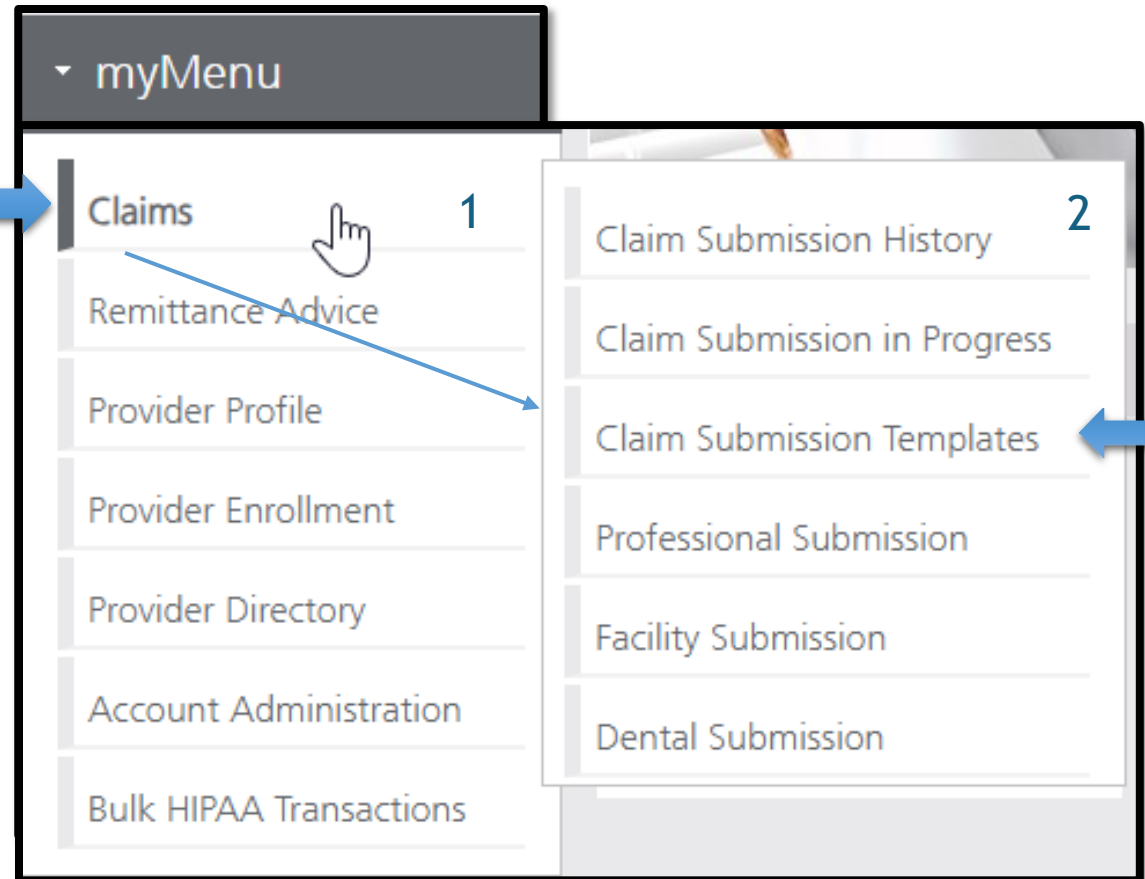 myMenu
Claims 1
Remittance Advice
Provider Profile
Provider Enrollment
Provider Directory
Account Administration
Bulk HIPAA Transactions
2
Claim Submission History
Claim Submission in Progress
Claim Submission Templates
Professional Submission
Facility Submission
Dental Submission